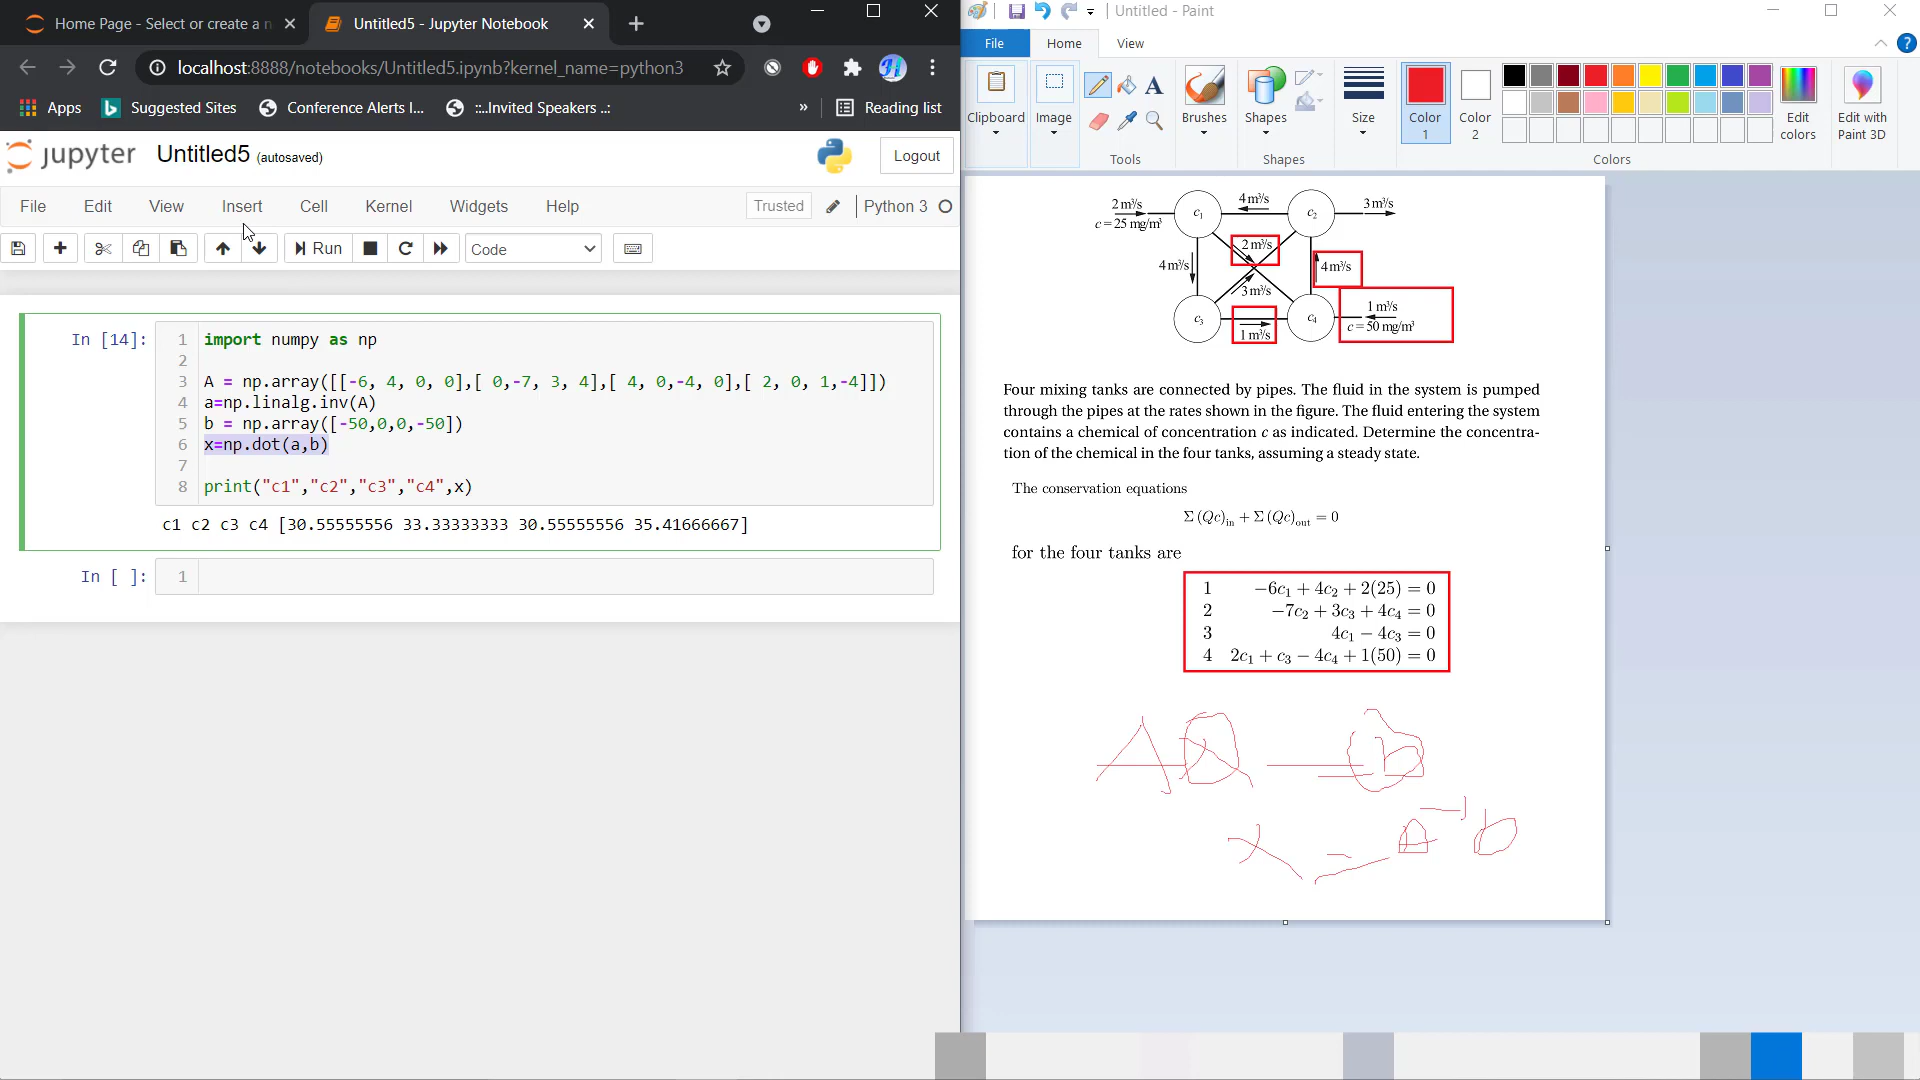 Home Page - Select or create a n
Untitled5 - Jupyter Notebook
localhost:8888/notebooks/Untitled5.ipynb?kernel_name=python3
Apps
Suggested Sites
Conference Alerts I...
::..Invited Speakers ..:
»
Reading list
jupyter Untitled5 (autosaved)
Logout
File Edit View Insert Cell Kernel Widgets Help
Trusted
Python 3
Run
Code
In [14]:
1 import numpy as np
2
3 A = np.array([[-6, 4, 0, 0],[ 0,-7, 3, 4],[ 4, 0,-4, 0],[ 2, 0, 1,-4]])
4 a=np.linalg.inv(A)
5 b = np.array([-50,0,0,-50])
6 x=np.dot(a,b)
7
8 print("c1","c2","c3","c4",x)
c1 c2 c3 c4 [30.55555556 33.33333333 30.55555556 35.41666667]
In [ ]: 1
Untitled - Paint
File Home View
Clipboard
Image
A
Tools
Brushes
Shapes
Shapes
Size
Color 1
Color 2
Edit colors
Colors
Edit with Paint 3D
?
2 m³/s
c = 25 mg/m³
c₁
4 m³/s
c₂
3 m³/s
2 m³/s
4 m³/s
4 m³/s
3 m³/s
c₃
1 m³/s
c₄
1 m³/s
c = 50 mg/m³
Four mixing tanks are connected by pipes. The fluid in the system is pumped
through the pipes at the rates shown in the figure. The fluid entering the system
contains a chemical of concentration c as indicated. Determine the concentra-
tion of the chemical in the four tanks, assuming a steady state.
The conservation equations
Σ (Qc)in + Σ (Qc)out = 0
for the four tanks are
1 −6c₁ + 4c₂ + 2(25) = 0
2 −7c₂ + 3c₃ + 4c₄ = 0
3 4c₁ − 4c₃ = 0
4 2c₁ + c₃ − 4c₄ + 1(50) = 0
A x = b
x = a⁻¹ b